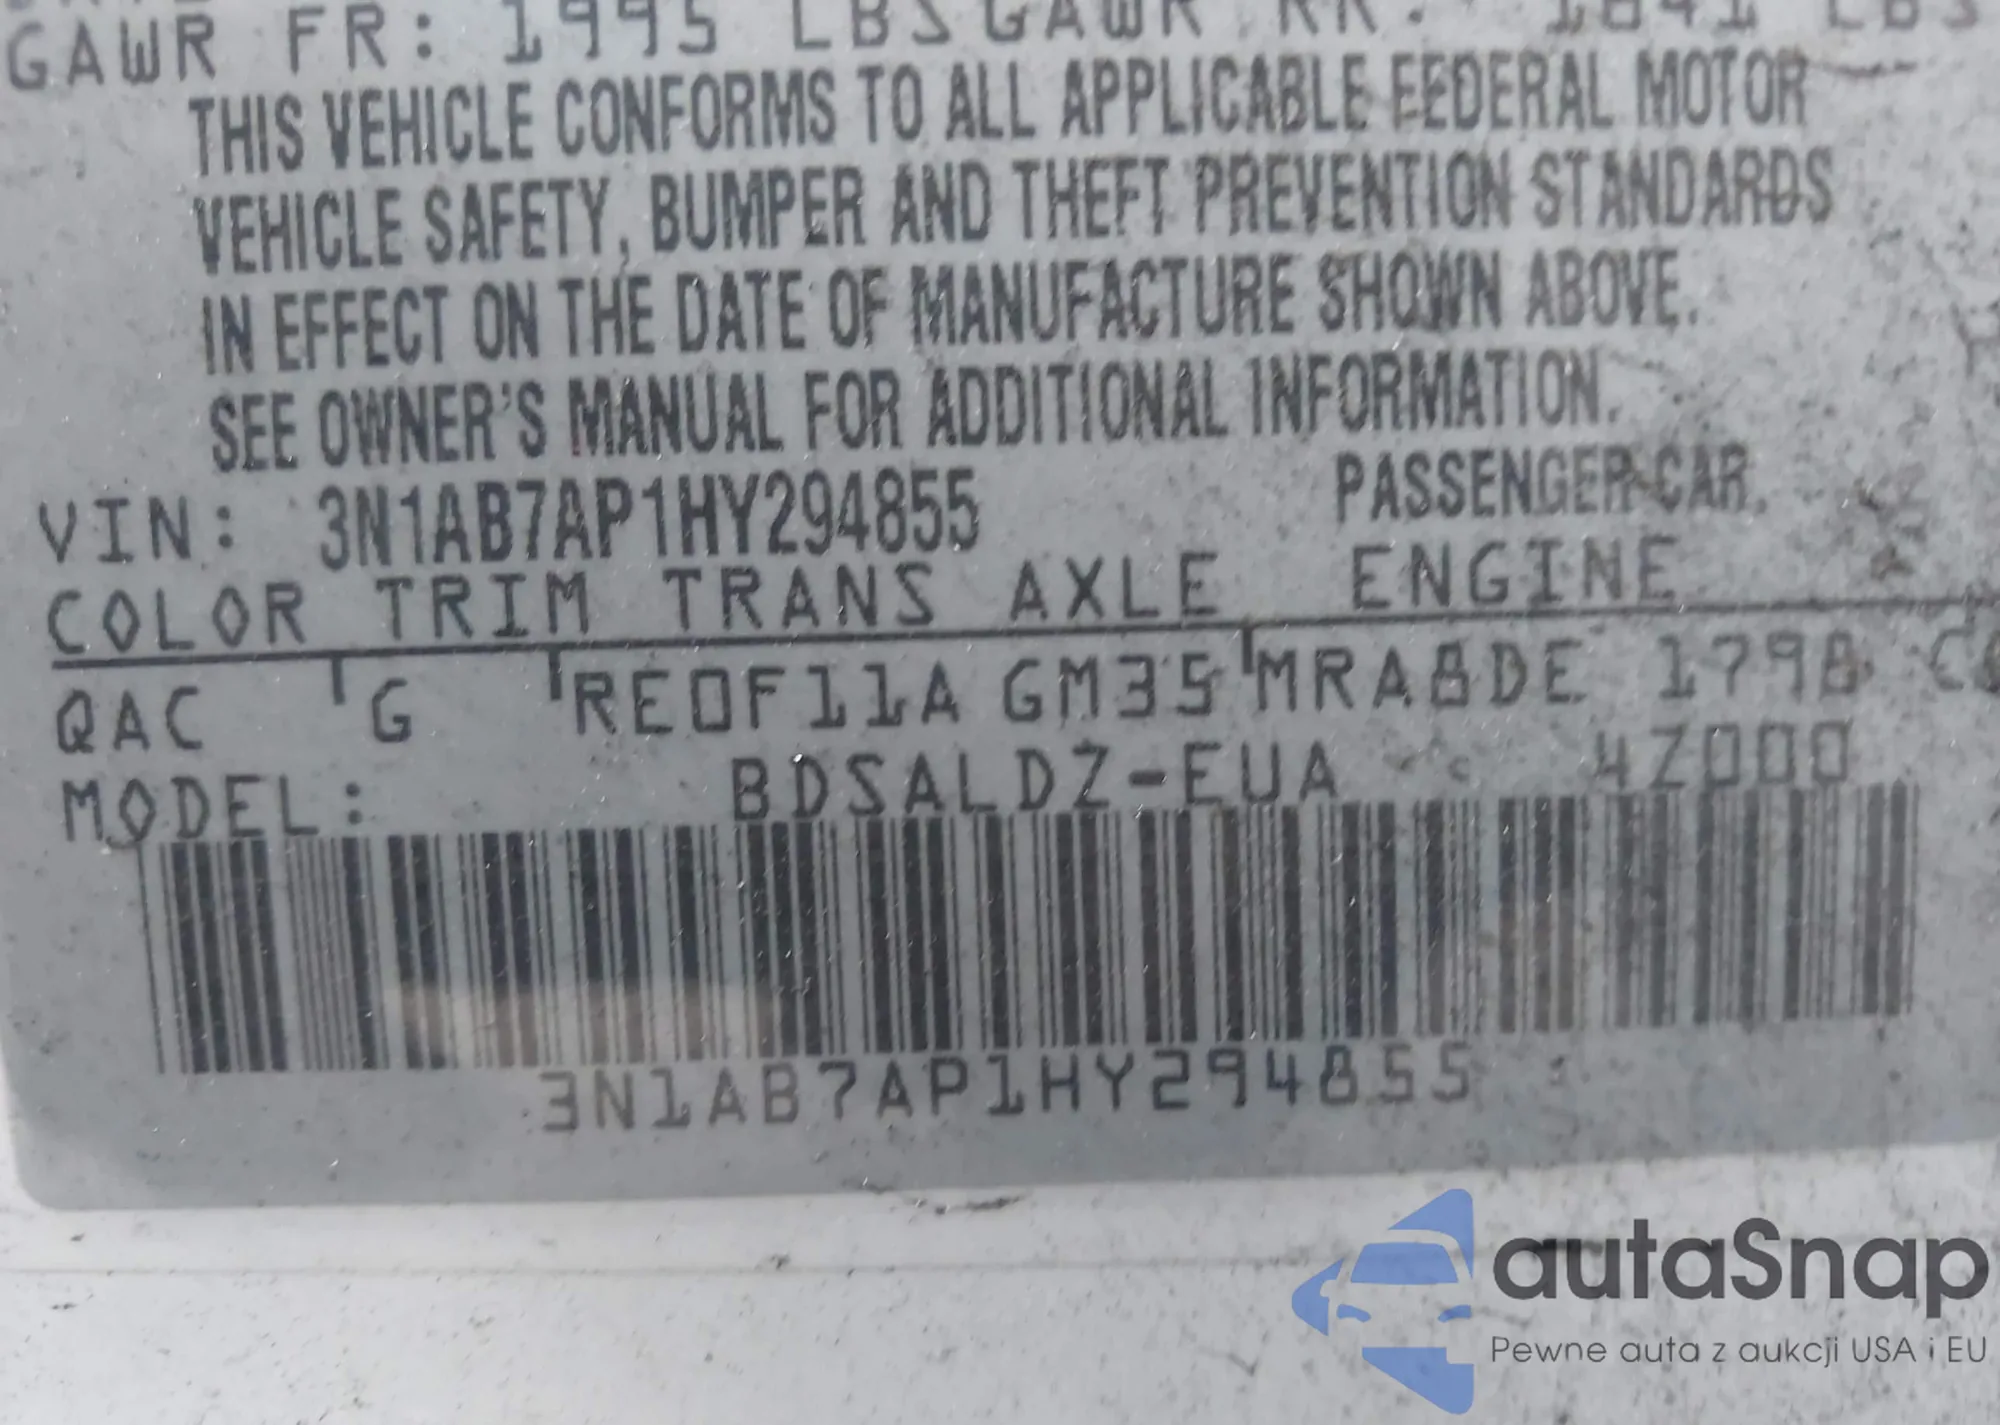 GAWR FR: 1995 LBS GAWR RR: 1841 LBS
THIS VEHICLE CONFORMS TO ALL APPLICABLE FEDERAL MOTOR
VEHICLE SAFETY, BUMPER AND THEFT PREVENTION STANDARDS
IN EFFECT ON THE DATE OF MANUFACTURE SHOWN ABOVE.
SEE OWNER'S MANUAL FOR ADDITIONAL INFORMATION.
VIN: 3N1AB7AP1HY294855 PASSENGER CAR
COLOR TRIM TRANS AXLE ENGINE
QAC G RE0F11A GM35 MRA8DE 1798
MODEL: BDSALDZ-EUA 4Z000
3N1AB7AP1HY294855
autaSnap
Pewne auta z aukcji USA i EU